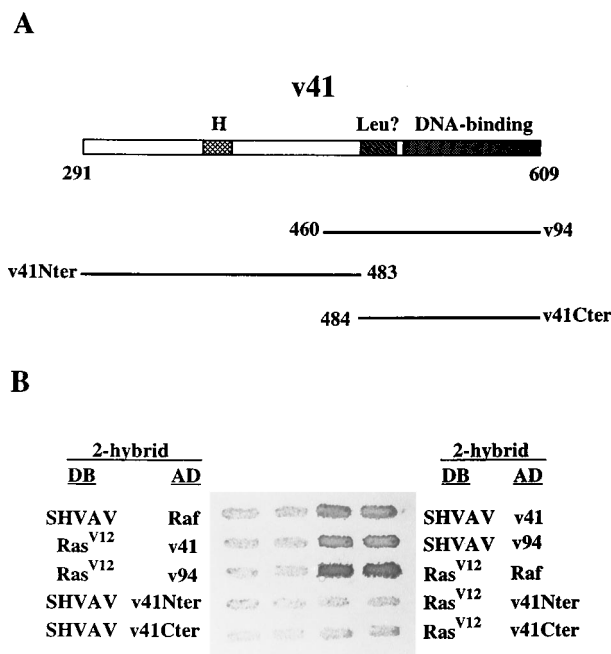 A
v41
H Leu? DNA-binding
291 609
460 v94
v41Nter 483
484 v41Cter
B
2-hybrid
DB AD
SHVAV Raf
Ras^V12 v41
Ras^V12 v94
SHVAV v41Nter
SHVAV v41Cter
2-hybrid
DB AD
SHVAV v41
SHVAV v94
Ras^V12 Raf
Ras^V12 v41Nter
Ras^V12 v41Cter